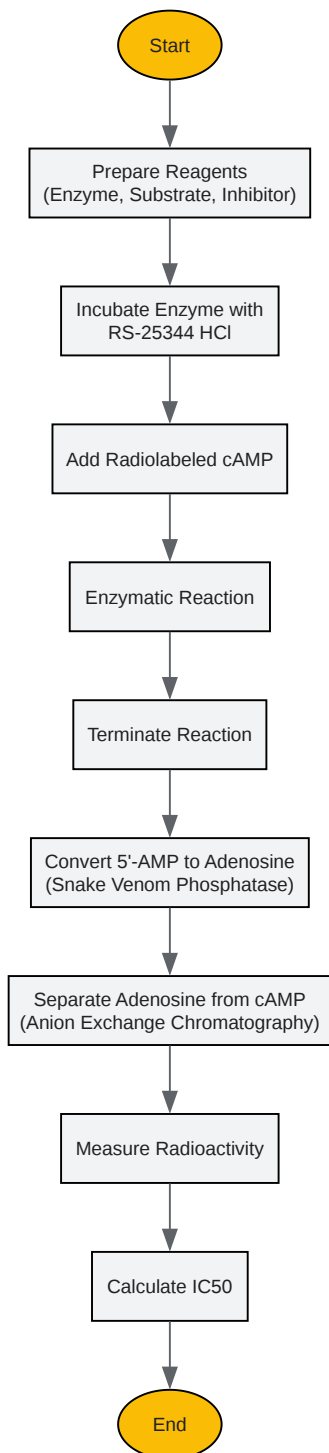 Start
Prepare Reagents
(Enzyme, Substrate, Inhibitor)
Incubate Enzyme with
RS-25344 HCl
Add Radiolabeled cAMP
Enzymatic Reaction
Terminate Reaction
Convert 5'-AMP to Adenosine
(Snake Venom Phosphatase)
Separate Adenosine from cAMP
(Anion Exchange Chromatography)
Measure Radioactivity
Calculate IC50
End